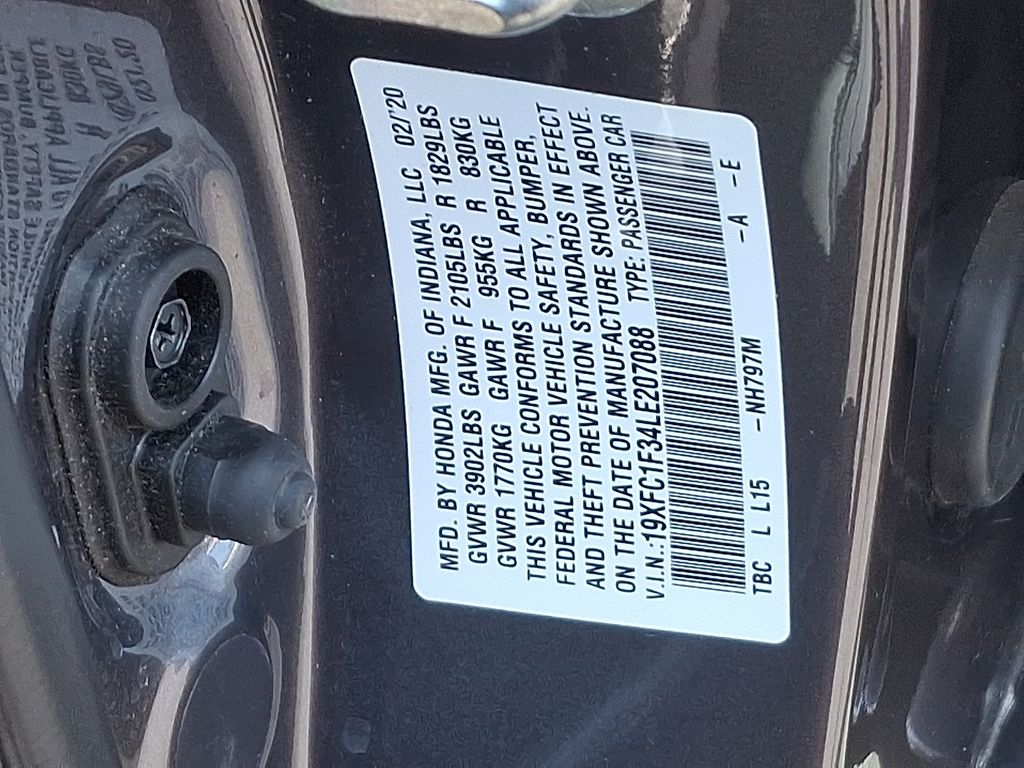 MFD. BY HONDA MFG. OF INDIANA, LLC 02/'20
GVWR 3902LBS GAWR F 2105LBS R 1829LBS
GVWR 1770KG GAWR F 955KG R 830KG
THIS VEHICLE CONFORMS TO ALL APPLICABLE
FEDERAL MOTOR VEHICLE SAFETY, BUMPER,
AND THEFT PREVENTION STANDARDS IN EFFECT
ON THE DATE OF MANUFACTURE SHOWN ABOVE.
V.I.N.:19XFC1F34LE207088 TYPE: PASSENGER CAR
TBC L L15 -NH797M -A -E